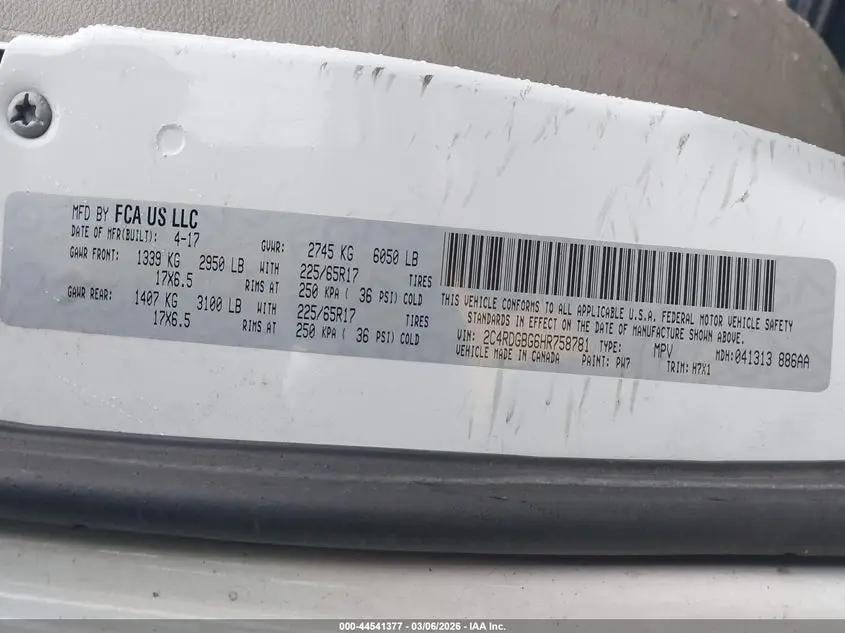 MFD BY FCA US LLC
DATE OF MFR(BUILT): 4-17 GVWR: 2745 KG 6050 LB
GAWR FRONT: 1339 KG 2950 LB WITH 225/65R17 TIRES
17X6.5 RIMS AT 250 KPA ( 36 PSI) COLD
GAWR REAR: 1407 KG 3100 LB WITH 225/65R17 TIRES
17X6.5 RIMS AT 250 KPA ( 36 PSI) COLD
THIS VEHICLE CONFORMS TO ALL APPLICABLE U.S.A. FEDERAL MOTOR VEHICLE SAFETY
STANDARDS IN EFFECT ON THE DATE OF MANUFACTURE SHOWN ABOVE.
VIN: 2C4RDGBG6HR758781 TYPE: MPV MDH:041313 886AA
VEHICLE MADE IN CANADA PAINT: PW7 TRIM: H7X1
000-44541377 - 03/06/2026 - IAA Inc.